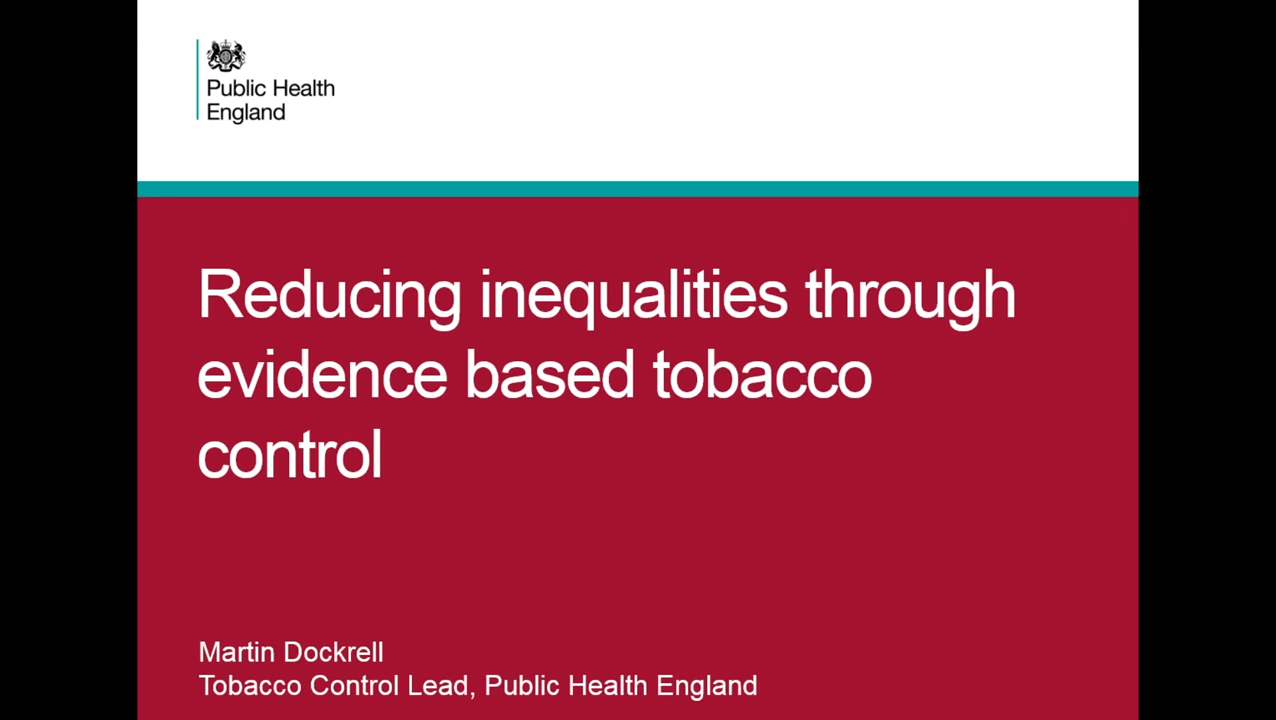 Public Health
England
Reducing inequalities through
evidence based tobacco
control
Martin Dockrell
Tobacco Control Lead, Public Health England